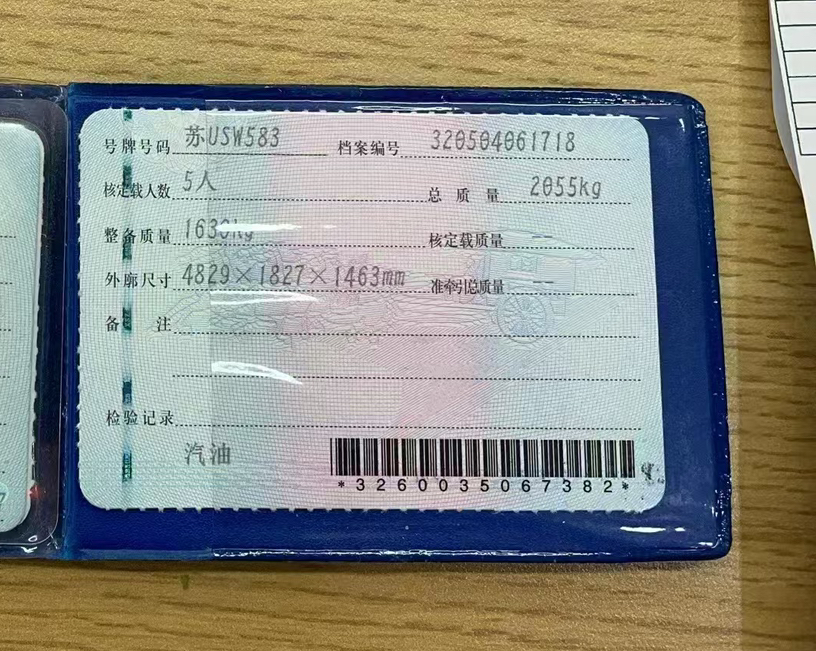 号牌号码 苏USW583 档案编号 320504061718
核定载人数 5人 总质量 2055kg
整备质量 1630kg 核定载质量 --
外廓尺寸 4829×1827×1463mm 准牵引总质量 --
备注
检验记录
汽油
*3260035067382*